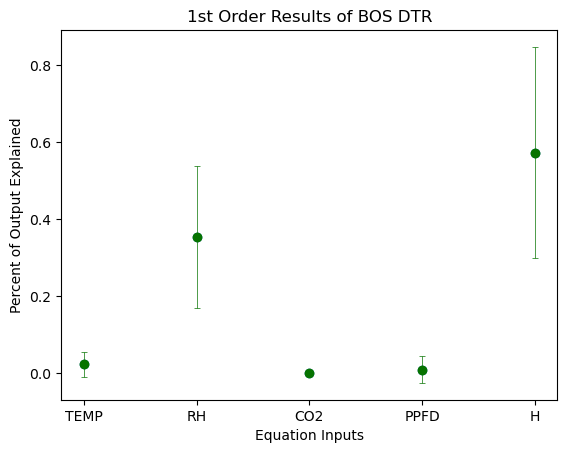 1st Order Results of BOS DTR
Percent of Output Explained
0.8
0.6
0.4
0.2
0.0
TEMP RH CO2 PPFD H
Equation Inputs